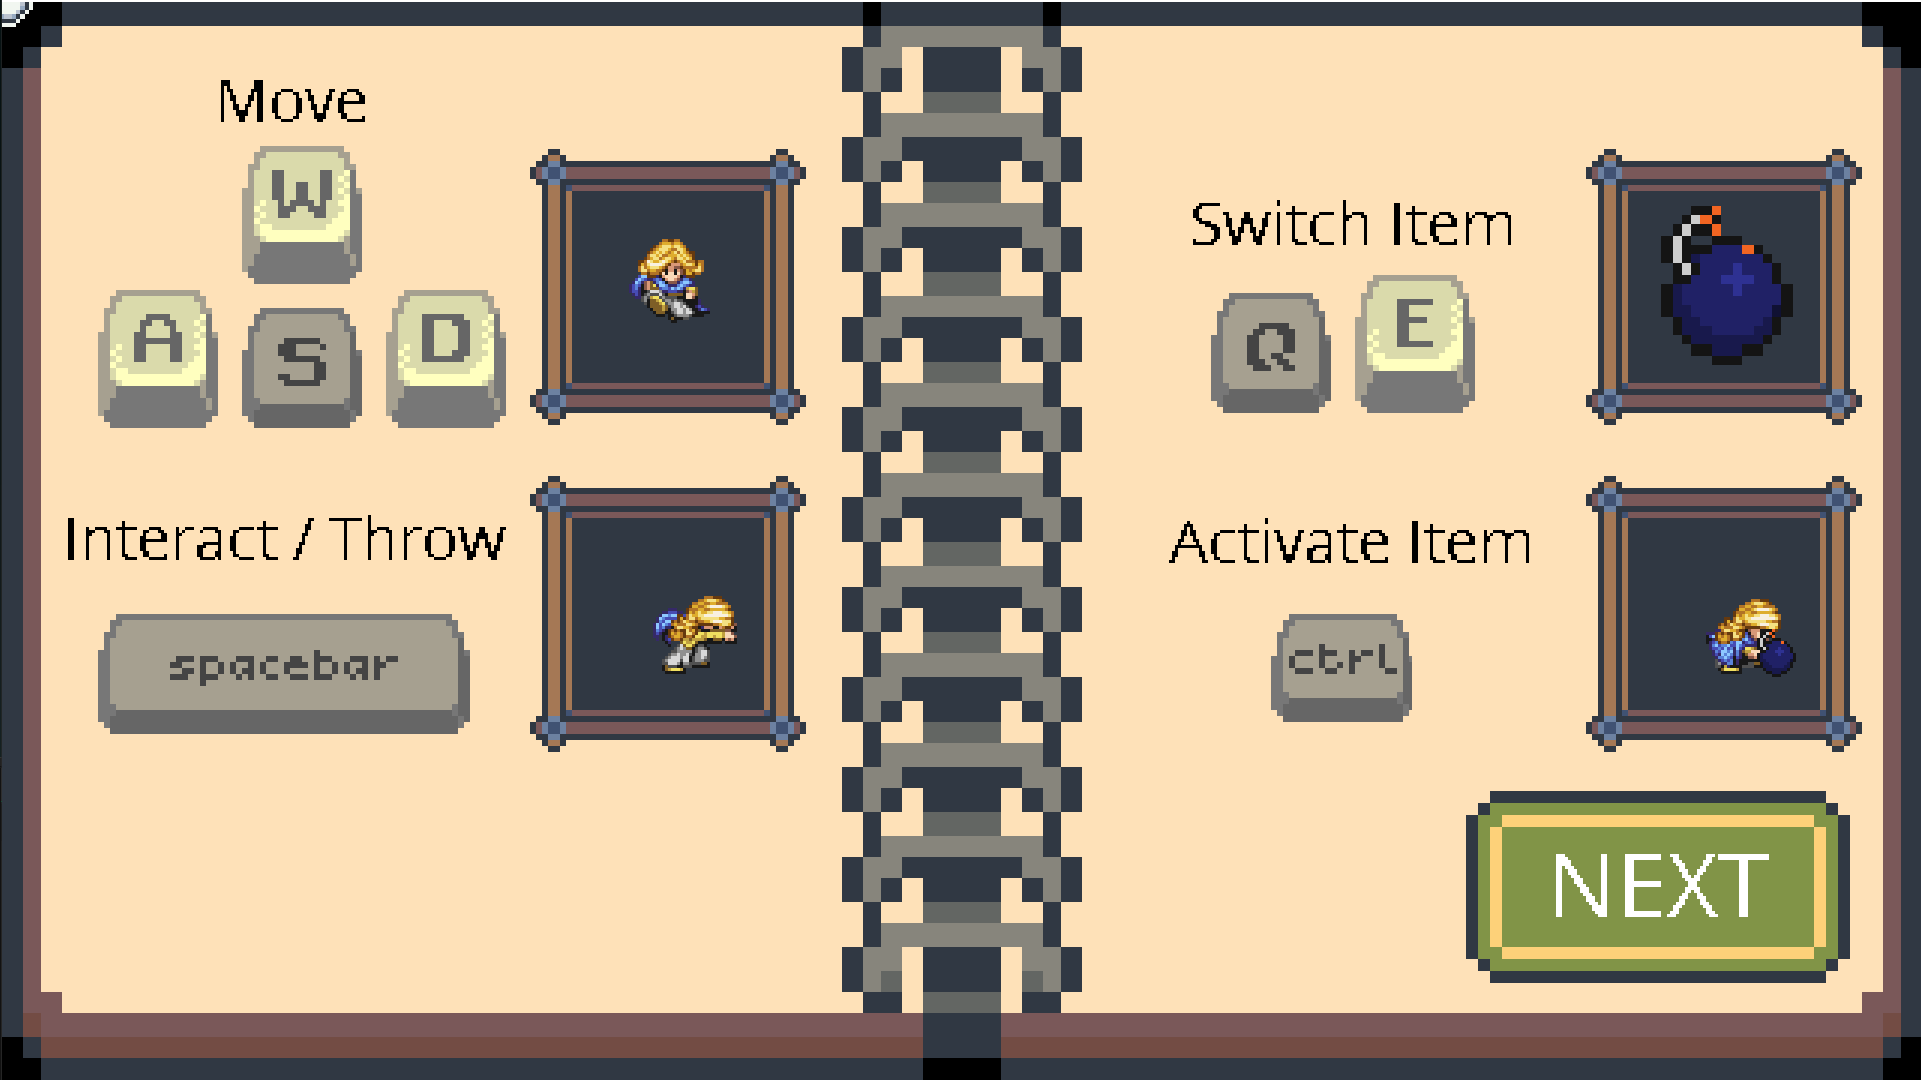 Move
W
A S D
Interact / Throw
spacebar
Switch Item
Q E
Activate Item
ctrl
NEXT